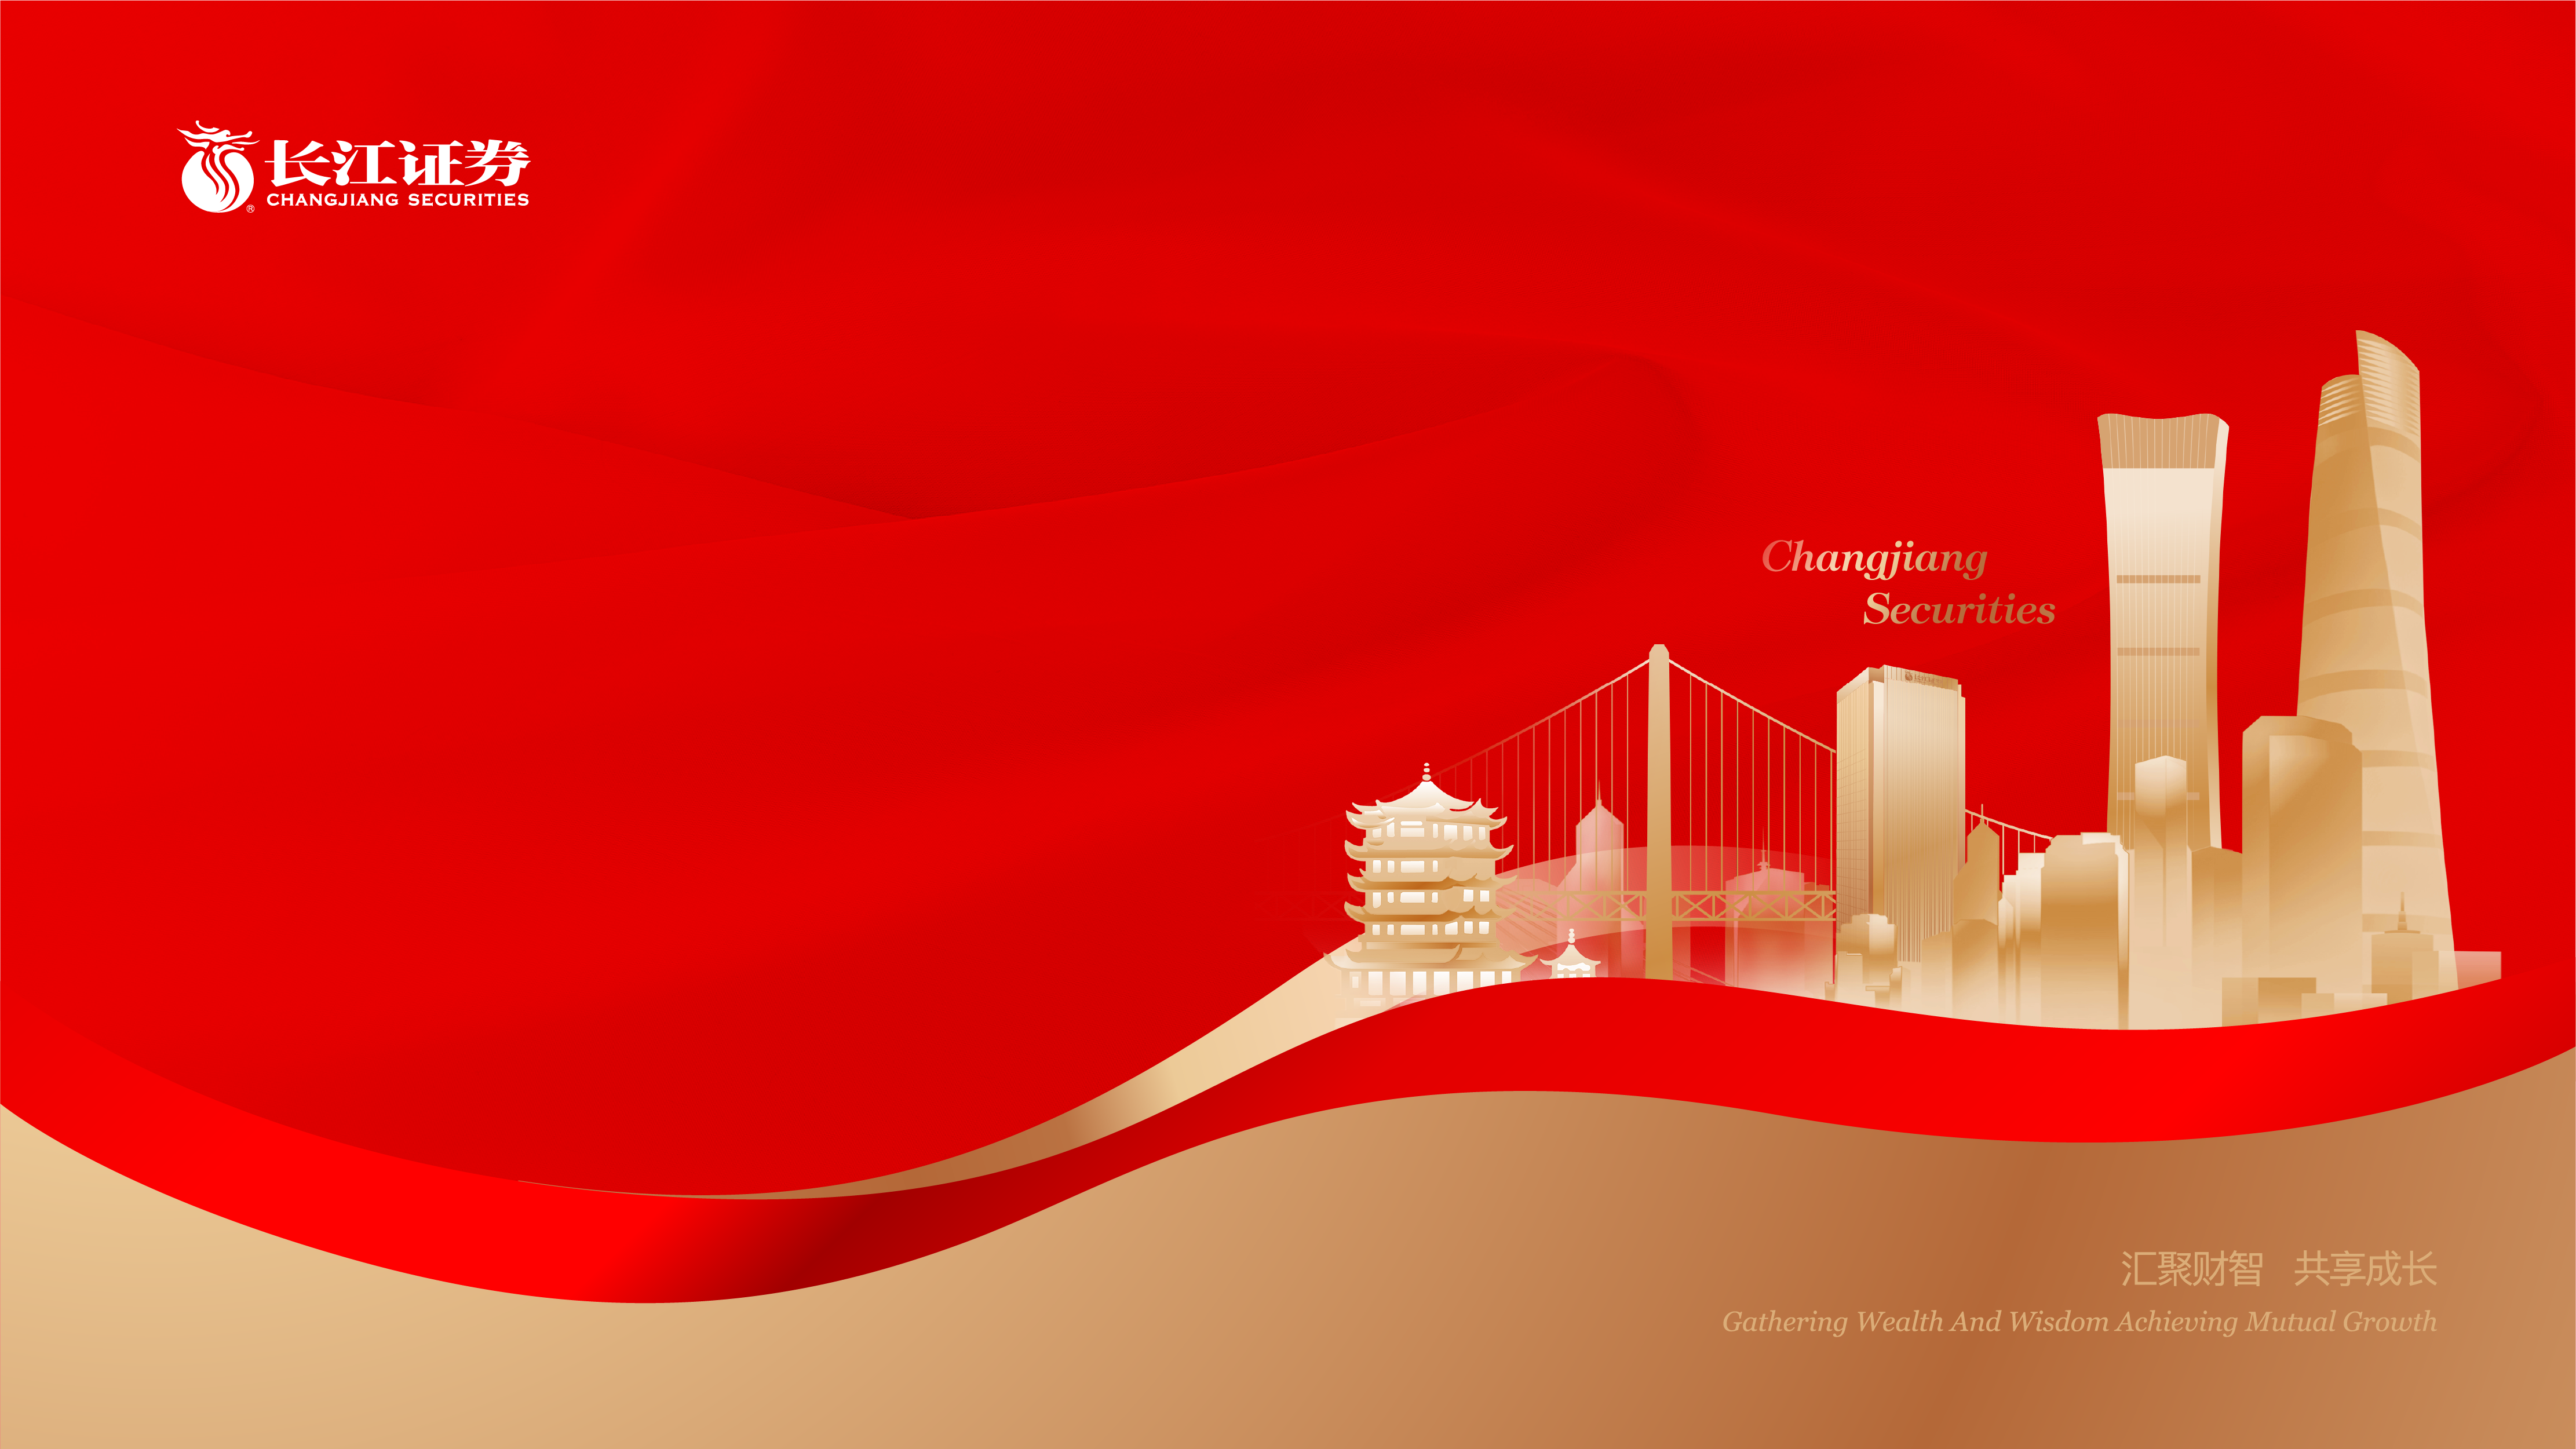 长江证券
CHANGJIANG SECURITIES
®
Changjiang
Securities
汇聚财智 共享成长
Gathering Wealth And Wisdom Achieving Mutual Growth